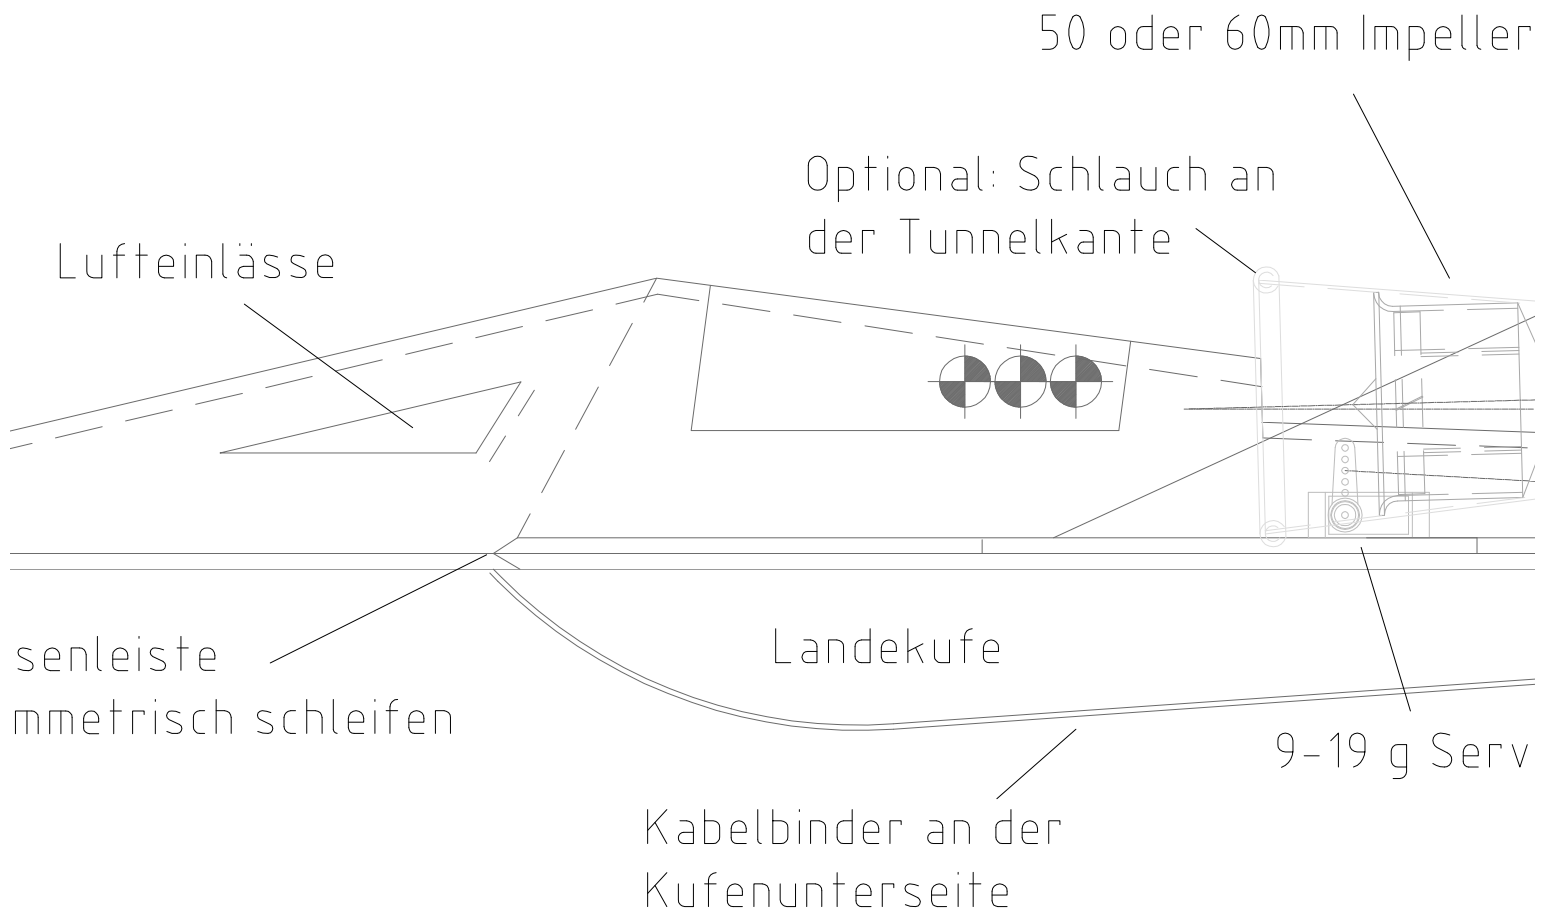 50 oder 60mm Impeller
Optional: Schlauch an
der Tunnelkante
Lufteinlässe
senleiste
mmetrisch schleifen
Landekufe
9-19 g Serv
Kabelbinder an der
Kufenunterseite